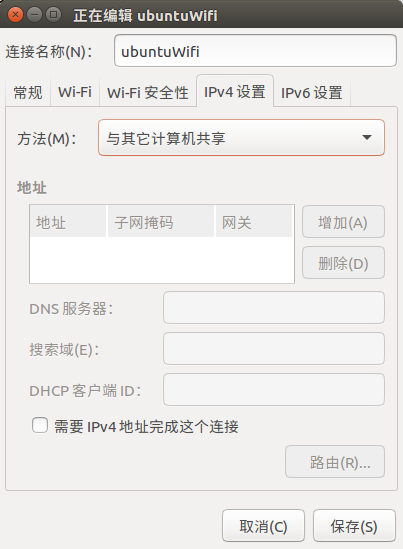 正在编辑 ubuntuWifi
连接名称(N)： ubuntuWifi
常规 Wi-Fi Wi-Fi 安全性 IPv4 设置 IPv6 设置
方法(M)： 与其它计算机共享
地址
地址 子网掩码 网关 增加(A)
删除(D)
DNS 服务器：
搜索域(E)：
DHCP 客户端 ID：
需要 IPv4 地址完成这个连接
路由(R)...
取消(C) 保存(S)